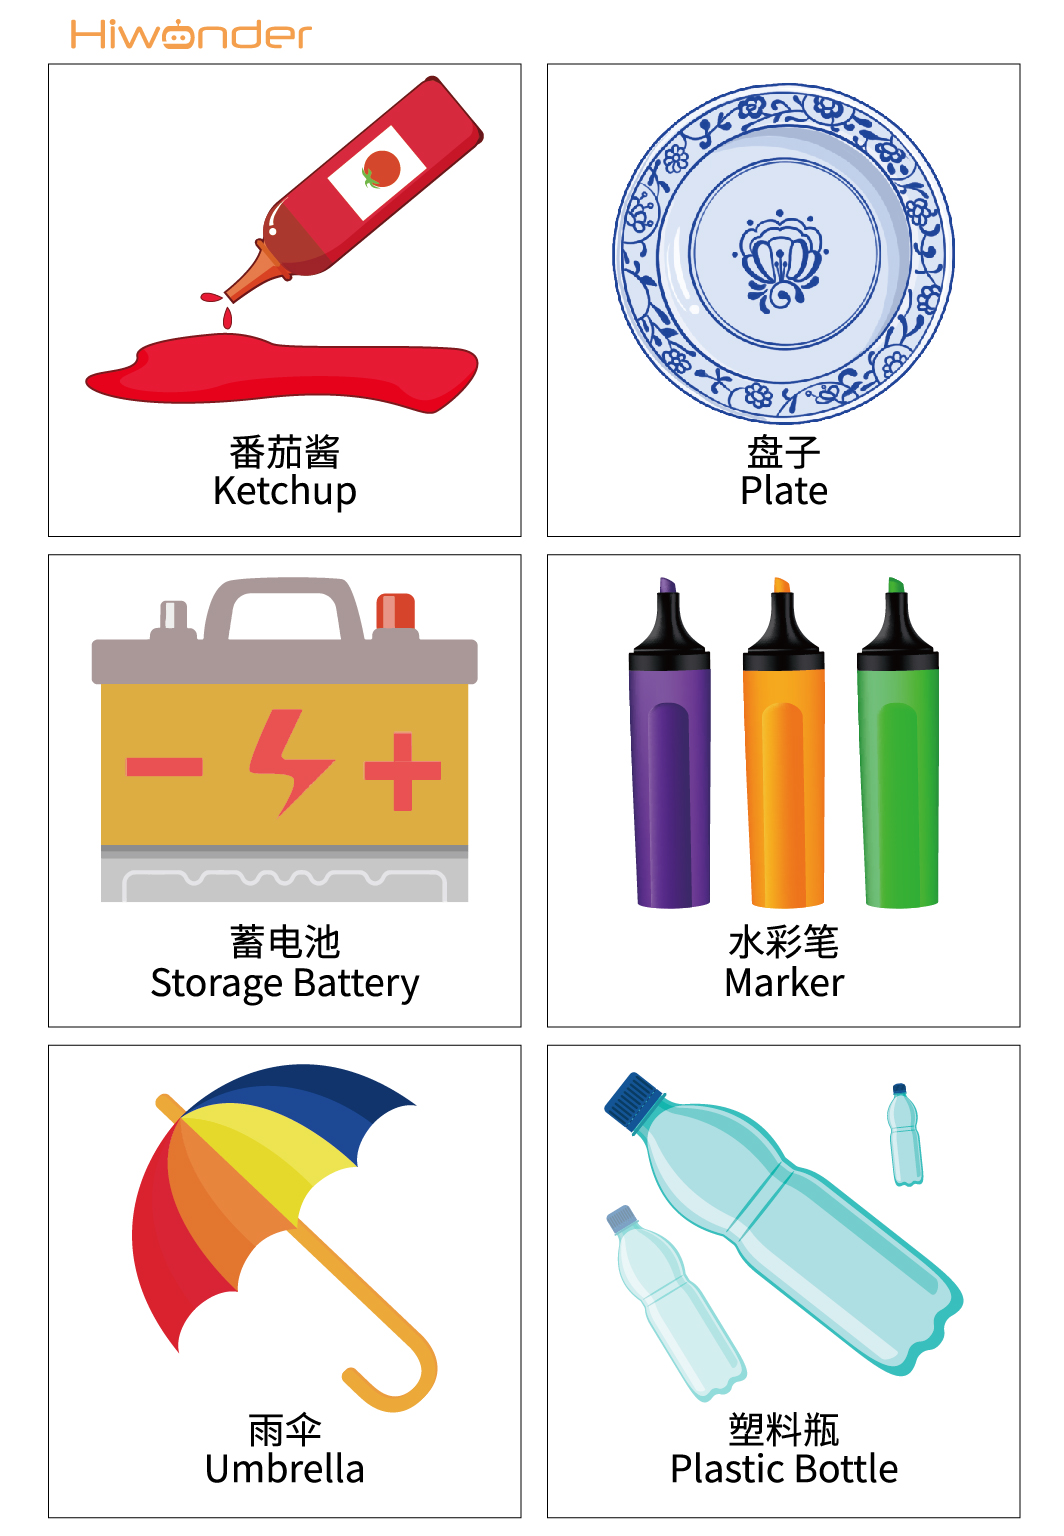 Hiwonder
番茄酱
Ketchup
盘子
Plate
蓄电池
Storage Battery
水彩笔
Marker
雨伞
Umbrella
塑料瓶
Plastic Bottle